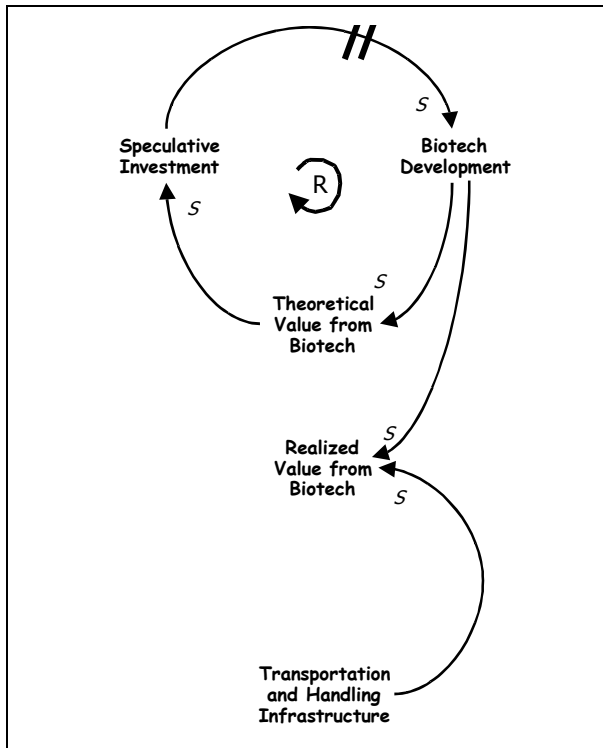 S
Speculative
Investment
Biotech
Development
R
S
S
Theoretical
Value from
Biotech
S
Realized
Value from
Biotech
S
Transportation
and Handling
Infrastructure